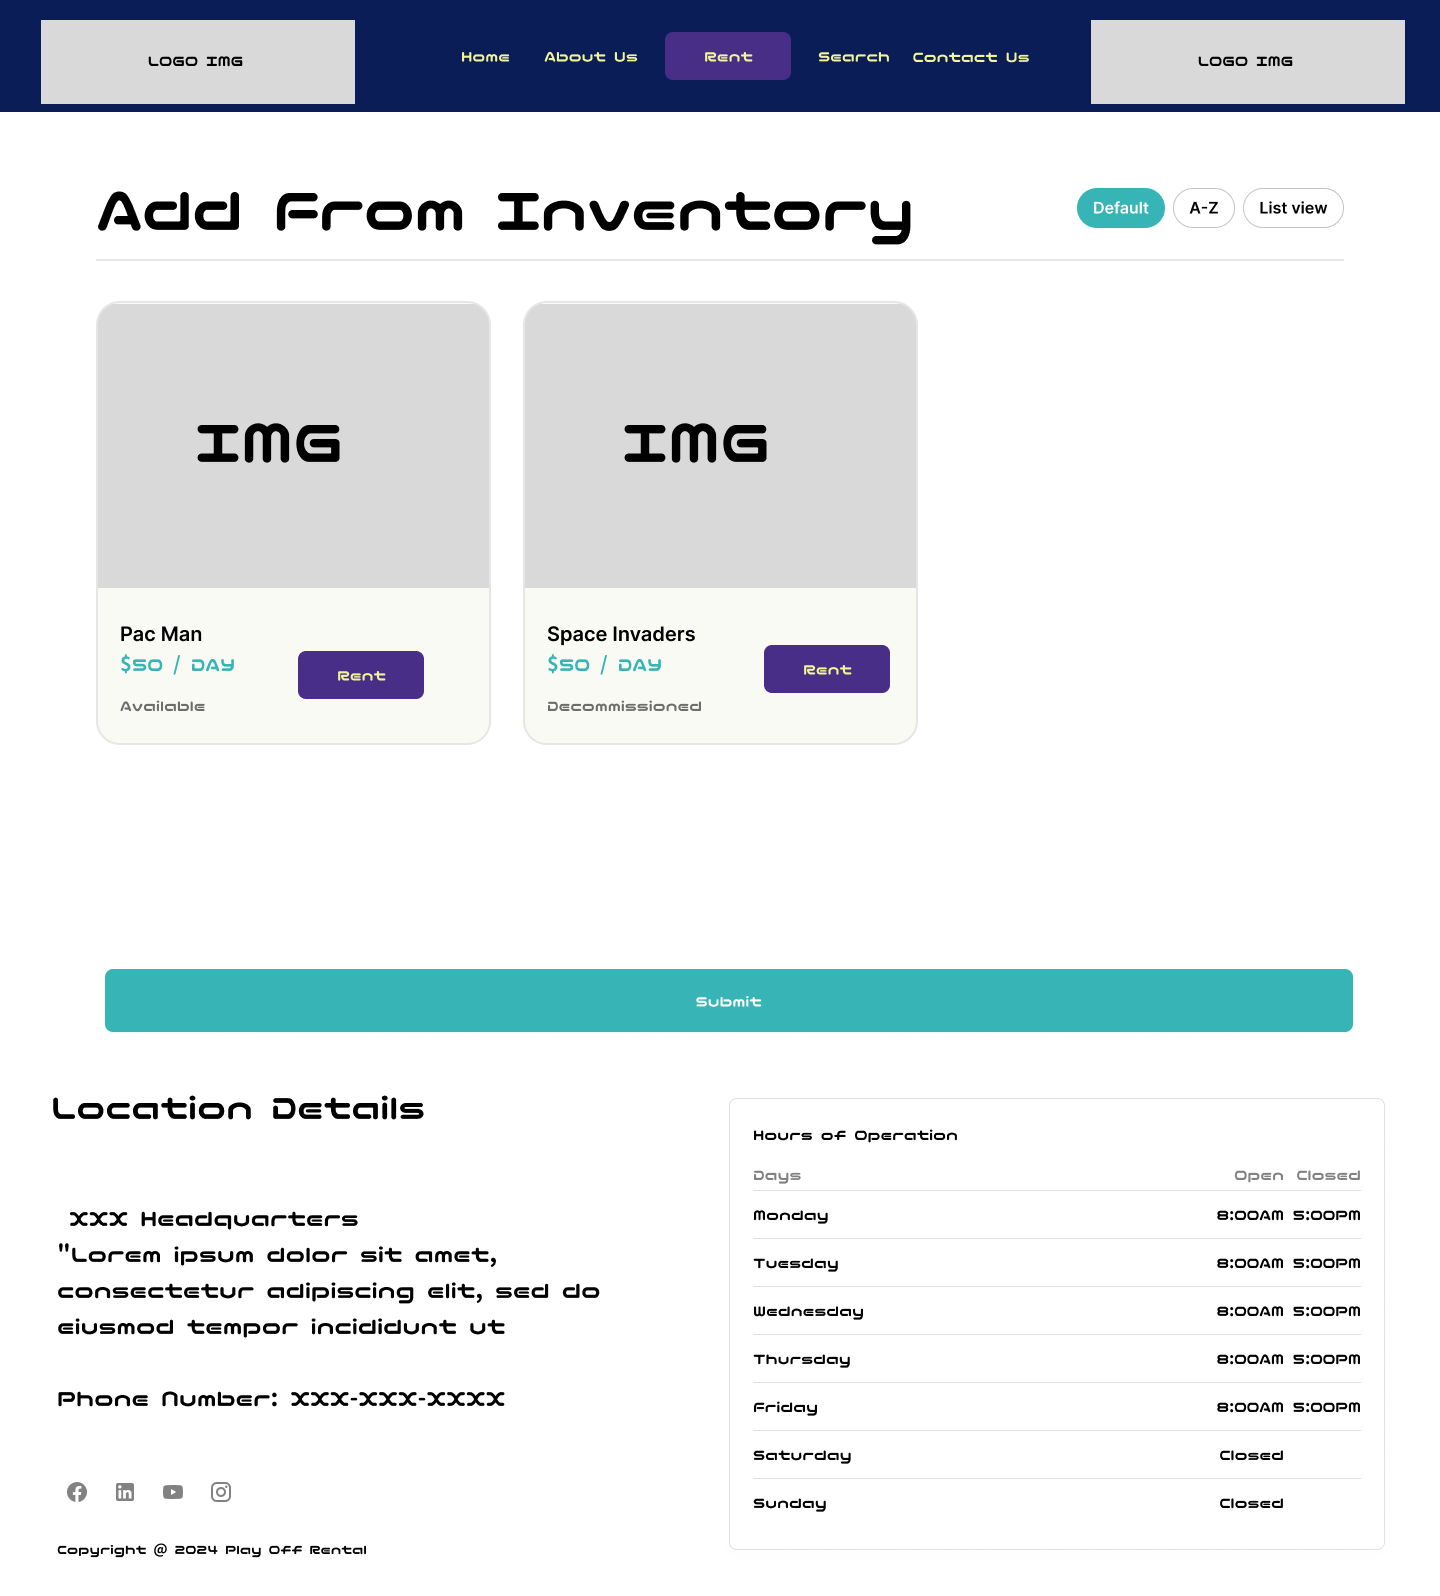 LOGO IMG
Home About Us Rent Search Contact Us
LOGO IMG
Add From Inventory
Default A-Z List view
IMG
Pac Man
$50 / DAY
Rent
Available
IMG
Space Invaders
$50 / DAY
Rent
Decommissioned
Submit
Location Details
XXX Headquarters
"Lorem ipsum dolor sit amet,
consectetur adipiscing elit, sed do
eiusmod tempor incididunt ut
Phone Number: XXX-XXX-XXXX
Copyright @ 2024 Play Off Rental
Hours of Operation
Days Open Closed
Monday 8:00AM 5:00PM
Tuesday 8:00AM 5:00PM
Wednesday 8:00AM 5:00PM
Thursday 8:00AM 5:00PM
Friday 8:00AM 5:00PM
Saturday Closed
Sunday Closed